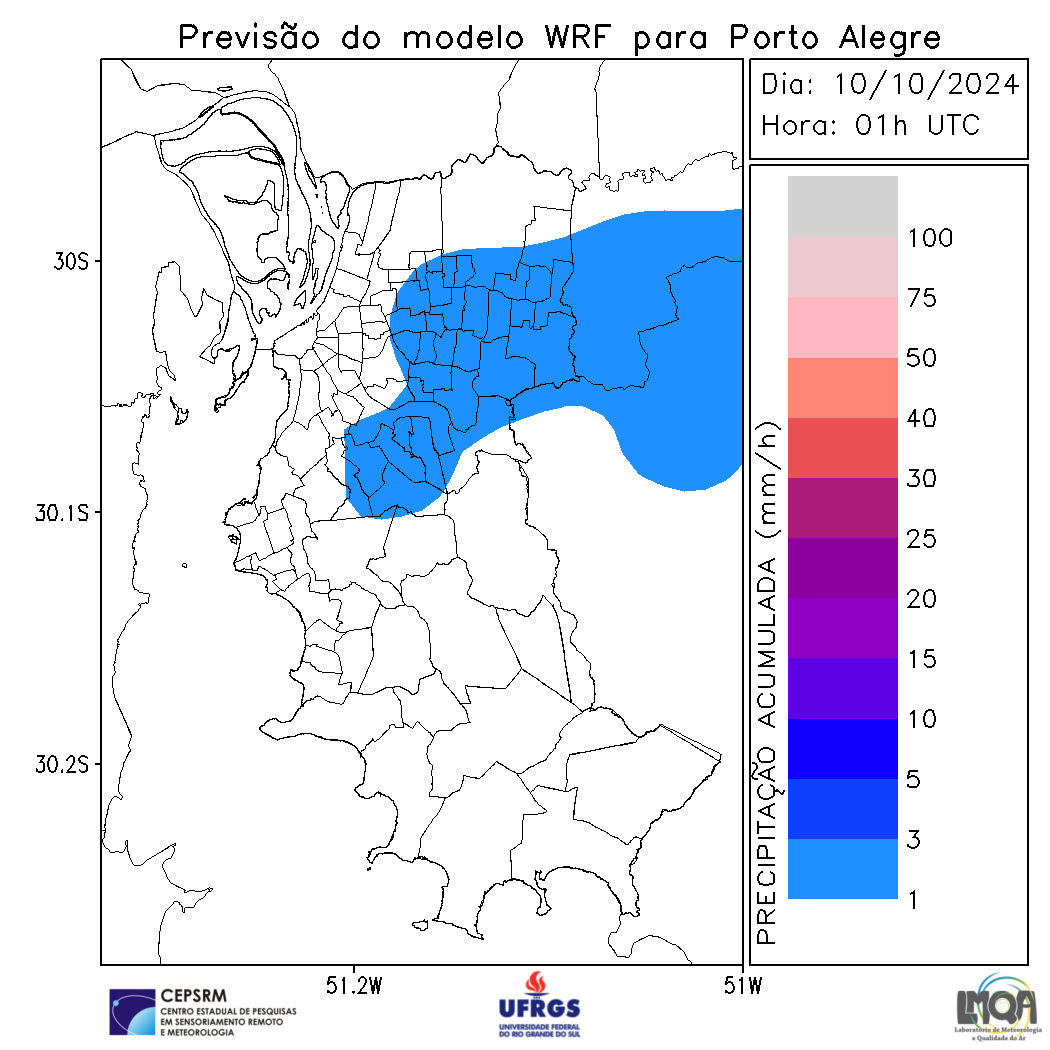 Previsão do modelo WRF para Porto Alegre
Dia: 10/10/2024
Hora: 01h UTC
30S
30.1S
30.2S
51.2W
51W
PRECIPITAÇÃO ACUMULADA (mm/h)
100
75
50
40
30
25
20
15
10
5
3
1
CEPSRM
CENTRO ESTADUAL DE PESQUISAS
EM SENSORIAMENTO REMOTO
E METEOROLOGIA
UFRGS
UNIVERSIDADE FEDERAL
DO RIO GRANDE DO SUL
LMQA
Laboratório de Meteorologia
e Qualidade do Ar